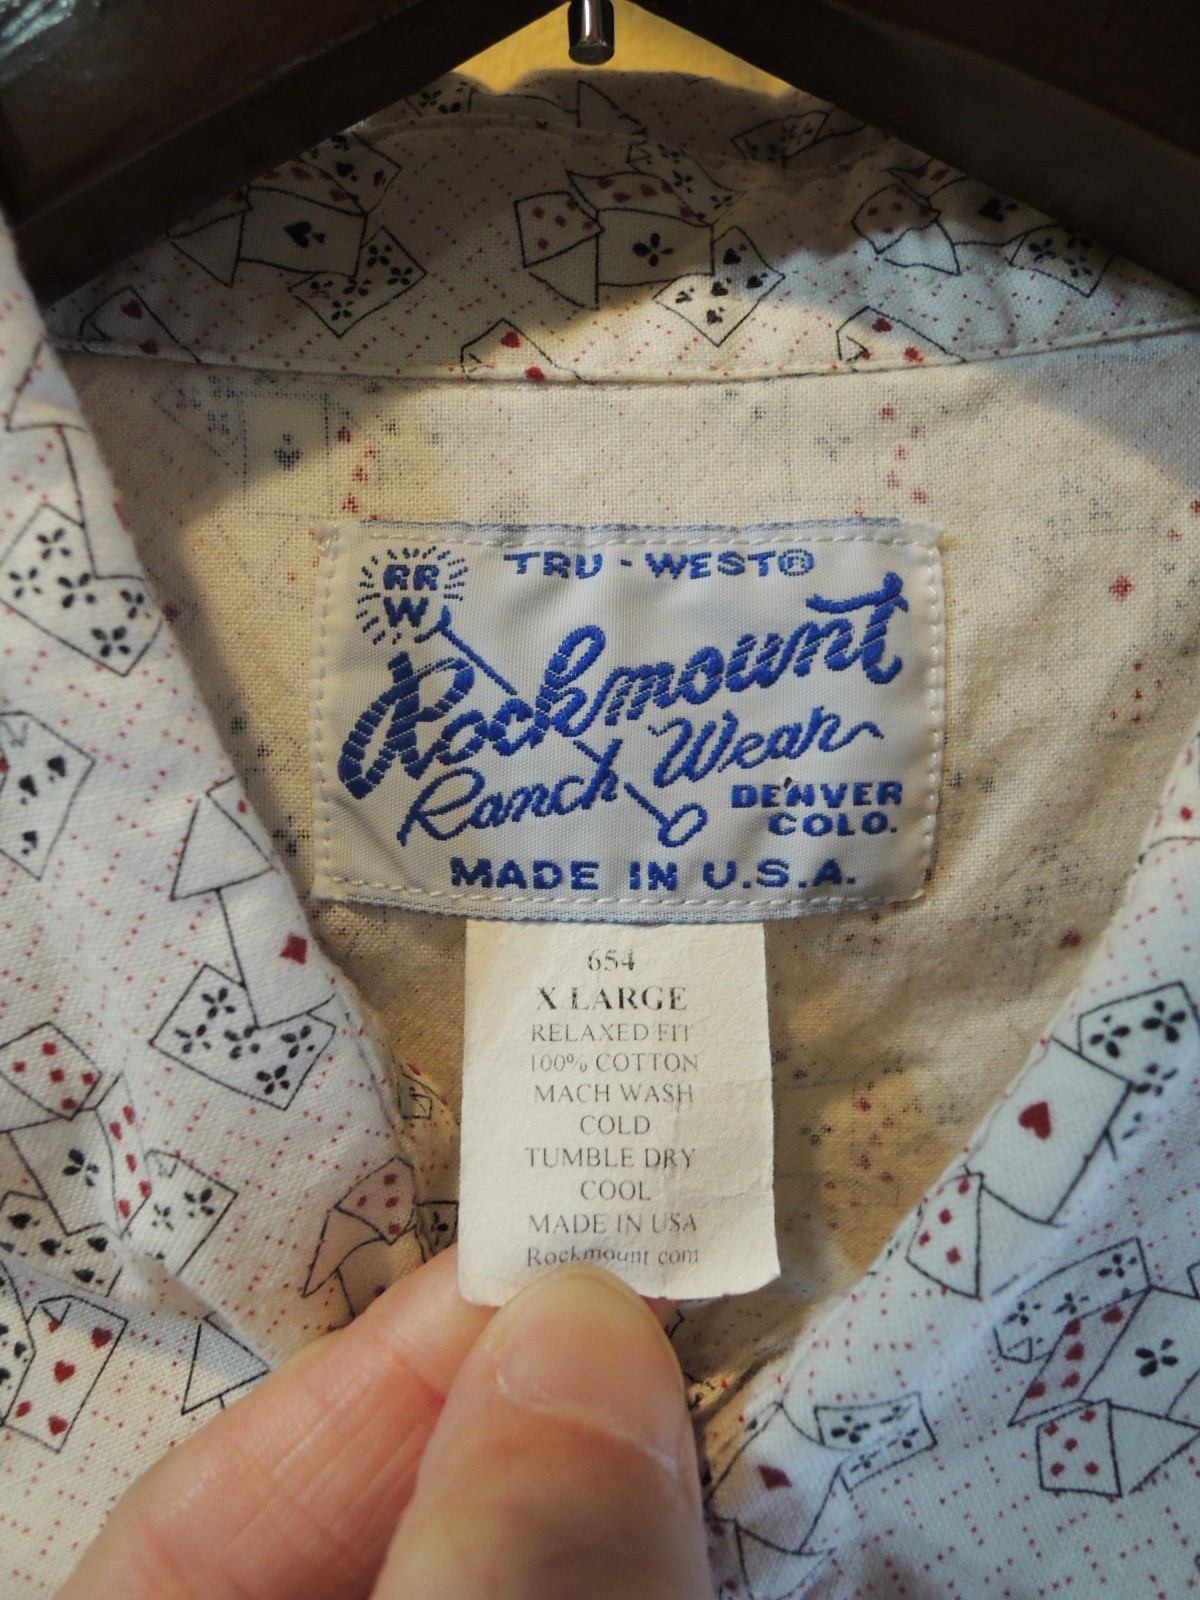 RR
W
TRU - WEST®
Rockmount
Ranch Wear
DENVER
COLO.
MADE IN U.S.A.
654
X LARGE
RELAXED FIT
100% COTTON
MACH WASH
COLD
TUMBLE DRY
COOL
MADE IN USA
Rockmount com